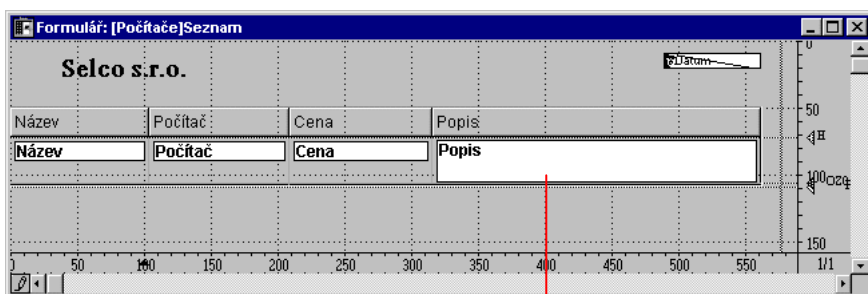 Formulář: [Počítače]Seznam
Selco s.r.o.
Datum
0
Název Počítač Cena Popis
50
H
Název Počítač Cena Popis
100
150
50 100 150 200 250 300 350 400 450 500 550 1/1